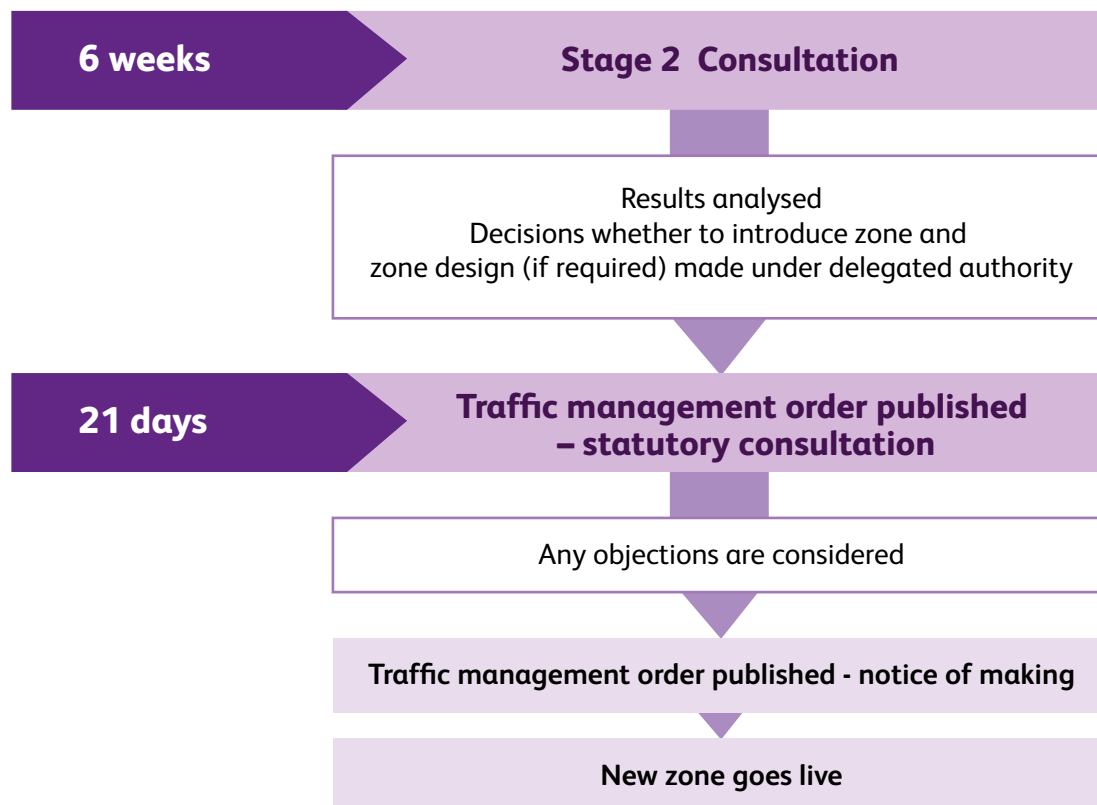 6 weeks
Stage 2  Consultation
Results analysed
Decisions whether to introduce zone and
zone design (if required) made under delegated authority
21 days
Traffic management order published
– statutory consultation
Any objections are considered
Traffic management order published - notice of making
New zone goes live